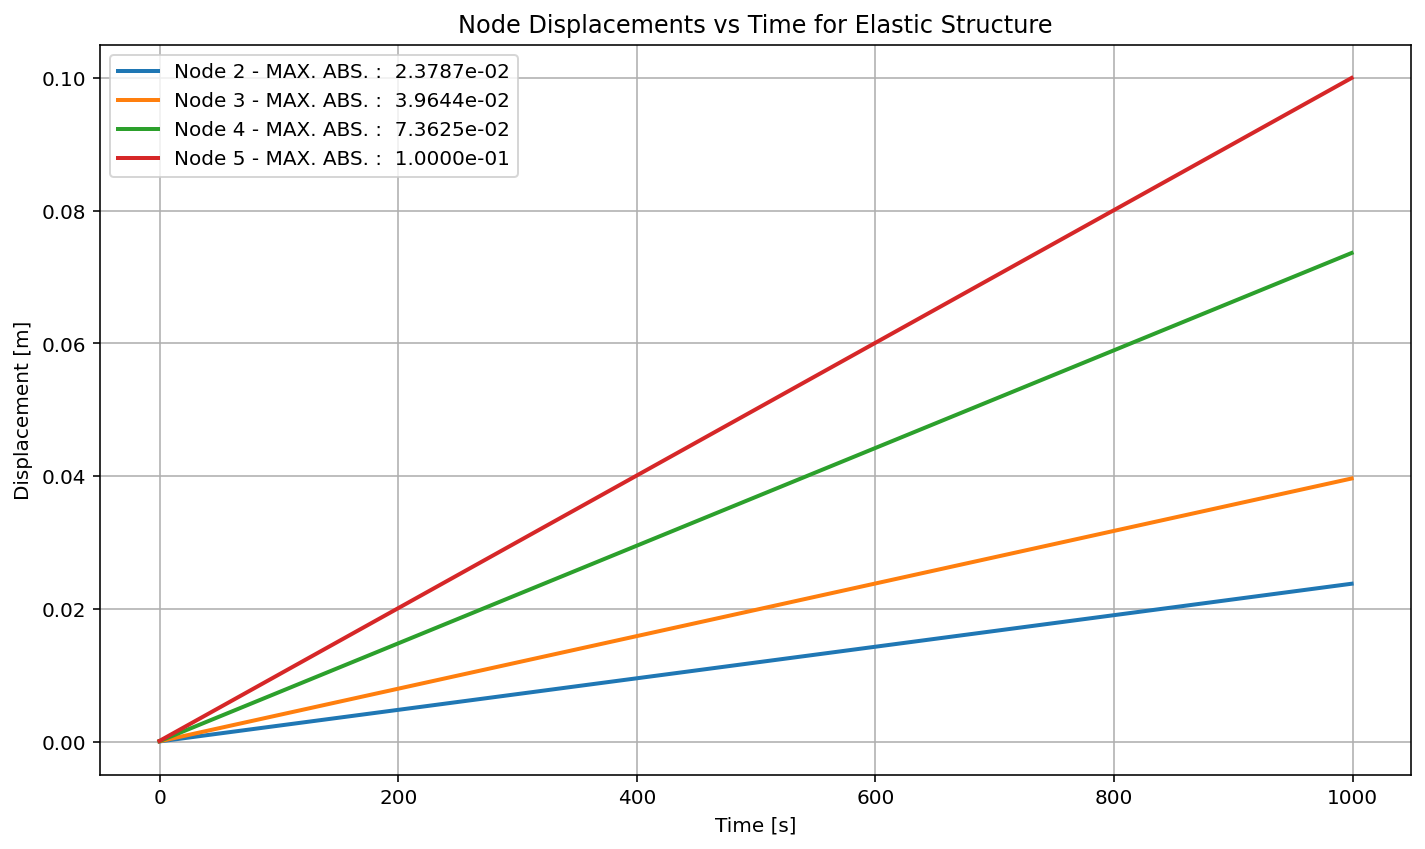 Node Displacements vs Time for Elastic Structure
Node 2 - MAX. ABS. :  2.3787e-02
Node 3 - MAX. ABS. :  3.9644e-02
Node 4 - MAX. ABS. :  7.3625e-02
Node 5 - MAX. ABS. :  1.0000e-01
Displacement [m]
0.10
0.08
0.06
0.04
0.02
0.00
0 200 400 600 800 1000
Time [s]